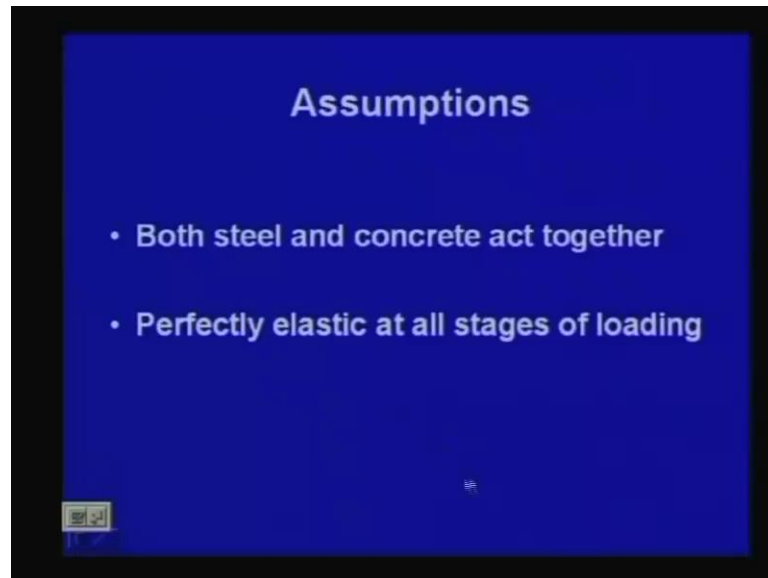 Assumptions
• Both steel and concrete act together
• Perfectly elastic at all stages of loading